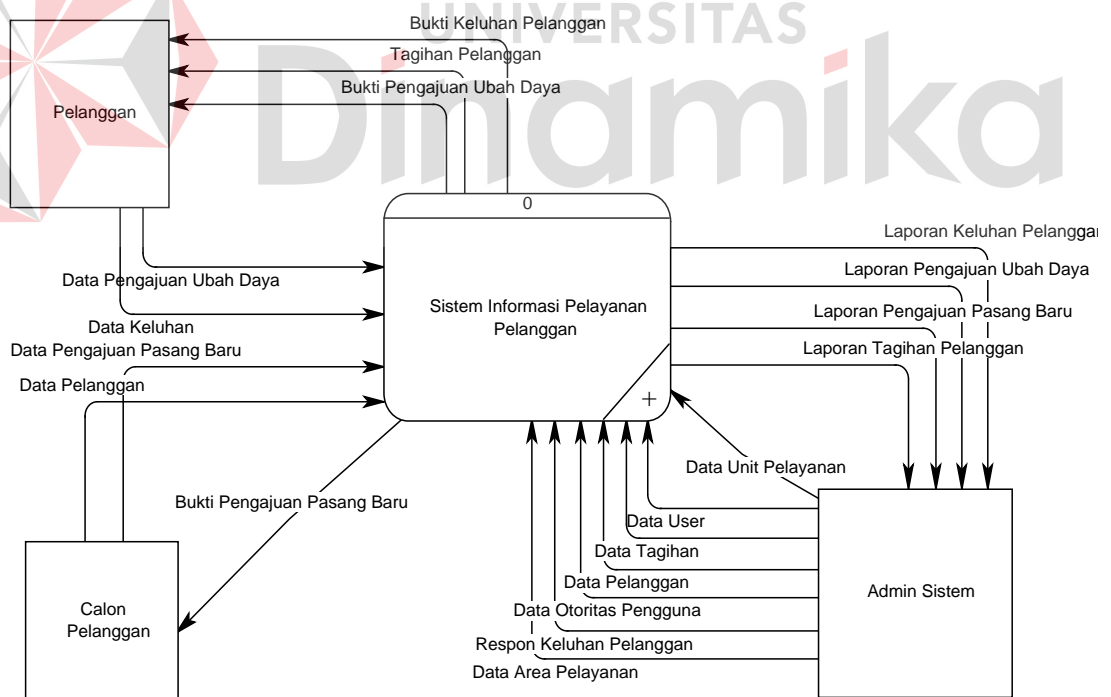 UNIVERSITAS
Dinamika
Bukti Keluhan Pelanggan
Tagihan Pelanggan
Bukti Pengajuan Ubah Daya
Pelanggan
0
Laporan Keluhan Pelanggan
Laporan Pengajuan Ubah Daya
Laporan Pengajuan Pasang Baru
Laporan Tagihan Pelanggan
Data Pengajuan Ubah Daya
Data Keluhan
Data Pengajuan Pasang Baru
Data Pelanggan
Sistem Informasi Pelayanan
Pelanggan
+
Data Unit Pelayanan
Bukti Pengajuan Pasang Baru
Data User
Data Tagihan
Data Pelanggan
Data Otoritas Pengguna
Respon Keluhan Pelanggan
Data Area Pelayanan
Calon
Pelanggan
Admin Sistem